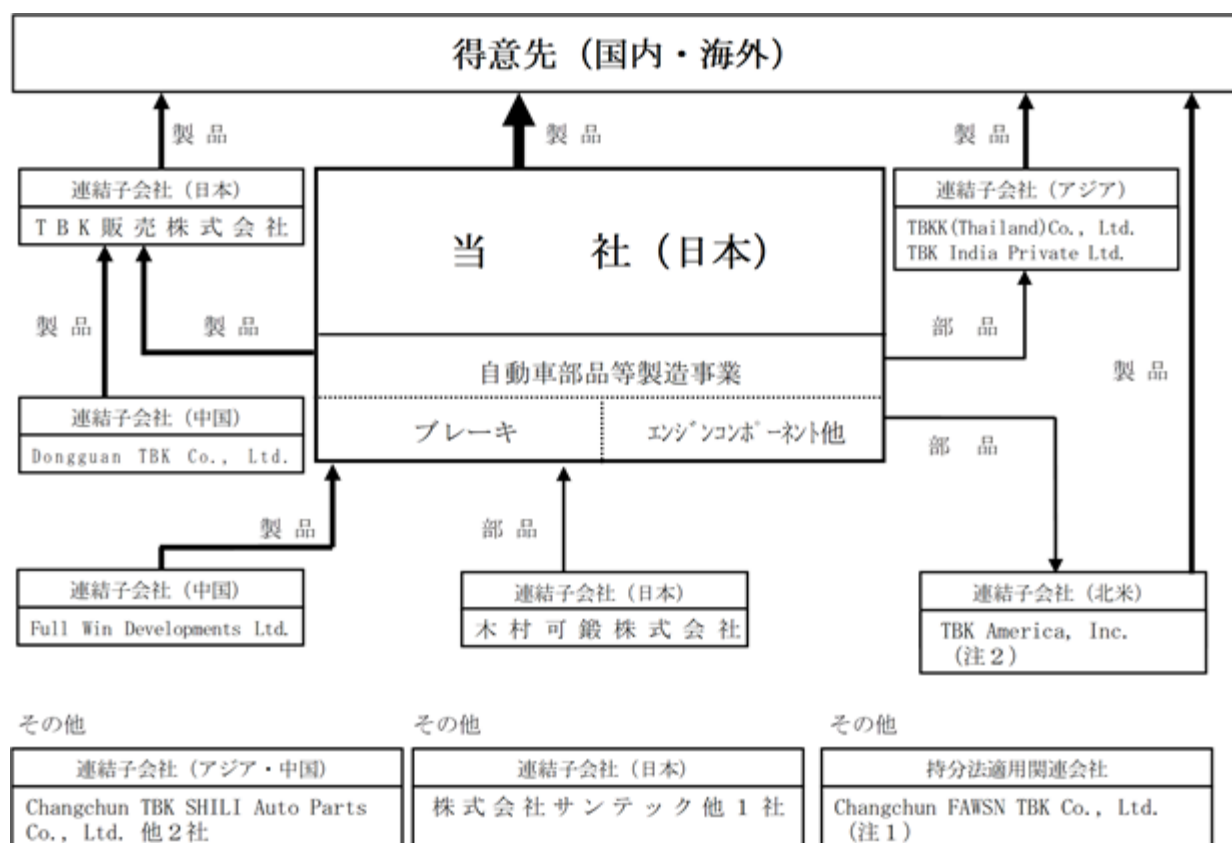 得意先（国内・海外）
製 品
製 品
製 品
連結子会社（日本）
ＴＢＫ販売株式会社
当　　社（日本）
連結子会社（アジア）
TBKK(Thailand)Co., Ltd.
TBK India Private Ltd.
製 品
製 品
部 品
製 品
自動車部品等製造事業
ブレーキ
ｴﾝｼﾞﾝｺﾝﾎﾟｰﾈﾝﾄ他
連結子会社（中国）
Dongguan TBK Co., Ltd.
部 品
製 品
部 品
連結子会社（中国）
Full Win Developments Ltd.
連結子会社（日本）
木村可鍛株式会社
連結子会社（北米）
TBK America, Inc.
（注２）
その他
連結子会社（アジア・中国）
Changchun TBK SHILI Auto Parts
Co., Ltd. 他２社
その他
連結子会社（日本）
株式会社サンテック他１社
その他
持分法適用関連会社
Changchun FAWSN TBK Co., Ltd.
（注１）